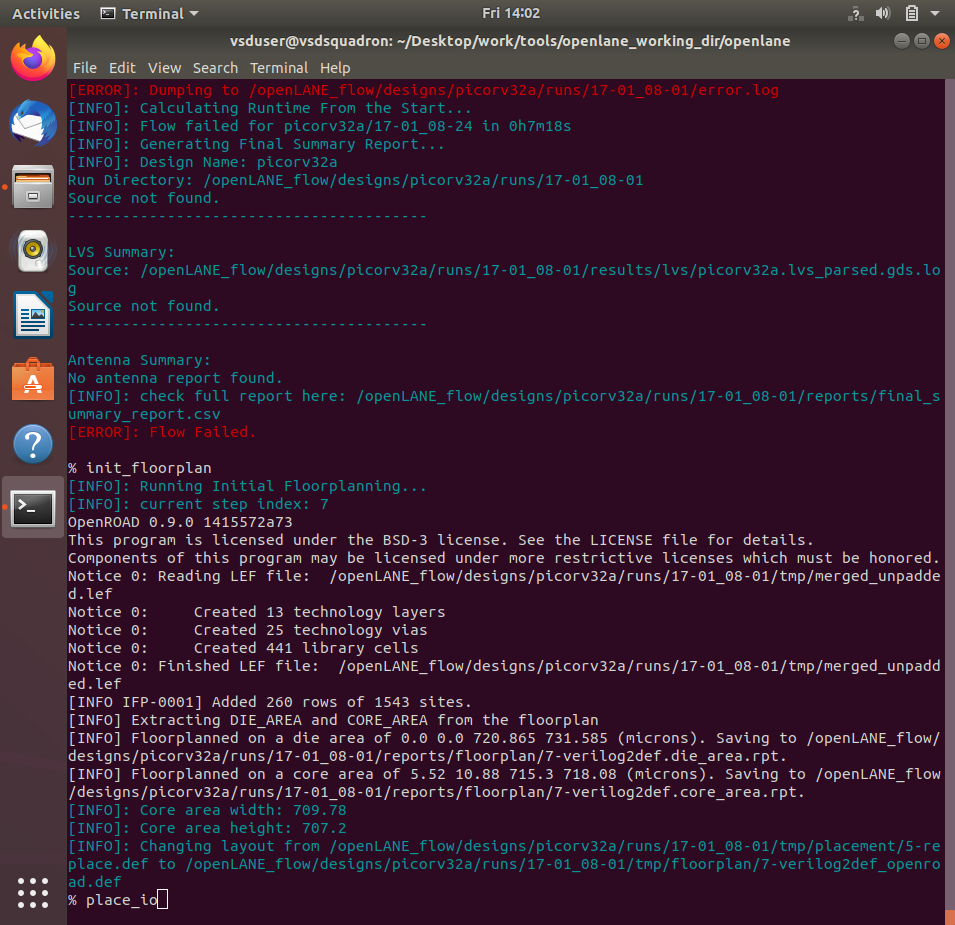 Activities Terminal Fri 14:02
vsduser@vsdsquadron: ~/Desktop/work/tools/openlane_working_dir/openlane
File Edit View Search Terminal Help
[ERROR]: Dumping to /openLANE_flow/designs/picorv32a/runs/17-01_08-01/error.log
[INFO]: Calculating Runtime From the Start...
[INFO]: Flow failed for picorv32a/17-01_08-24 in 0h7m18s
[INFO]: Generating Final Summary Report...
[INFO]: Design Name: picorv32a
Run Directory: /openLANE_flow/designs/picorv32a/runs/17-01_08-01
Source not found.
----------------------------------------
LVS Summary:
Source: /openLANE_flow/designs/picorv32a/runs/17-01_08-01/results/lvs/picorv32a.lvs_parsed.gds.lo
g
Source not found.
----------------------------------------
Antenna Summary:
No antenna report found.
[INFO]: check full report here: /openLANE_flow/designs/picorv32a/runs/17-01_08-01/reports/final_s
ummary_report.csv
[ERROR]: Flow Failed.
% init_floorplan
[INFO]: Running Initial Floorplanning...
[INFO]: current step index: 7
OpenROAD 0.9.0 1415572a73
This program is licensed under the BSD-3 license. See the LICENSE file for details.
Components of this program may be licensed under more restrictive licenses which must be honored.
Notice 0: Reading LEF file:  /openLANE_flow/designs/picorv32a/runs/17-01_08-01/tmp/merged_unpadde
d.lef
Notice 0:     Created 13 technology layers
Notice 0:     Created 25 technology vias
Notice 0:     Created 441 library cells
Notice 0: Finished LEF file:  /openLANE_flow/designs/picorv32a/runs/17-01_08-01/tmp/merged_unpadd
ed.lef
[INFO IFP-0001] Added 260 rows of 1543 sites.
[INFO] Extracting DIE_AREA and CORE_AREA from the floorplan
[INFO] Floorplanned on a die area of 0.0 0.0 720.865 731.585 (microns). Saving to /openLANE_flow/
designs/picorv32a/runs/17-01_08-01/reports/floorplan/7-verilog2def.die_area.rpt.
[INFO] Floorplanned on a core area of 5.52 10.88 715.3 718.08 (microns). Saving to /openLANE_flow
/designs/picorv32a/runs/17-01_08-01/reports/floorplan/7-verilog2def.core_area.rpt.
[INFO]: Core area width: 709.78
[INFO]: Core area height: 707.2
[INFO]: Changing layout from /openLANE_flow/designs/picorv32a/runs/17-01_08-01/tmp/placement/5-re
place.def to /openLANE_flow/designs/picorv32a/runs/17-01_08-01/tmp/floorplan/7-verilog2def_openro
ad.def
% place_io